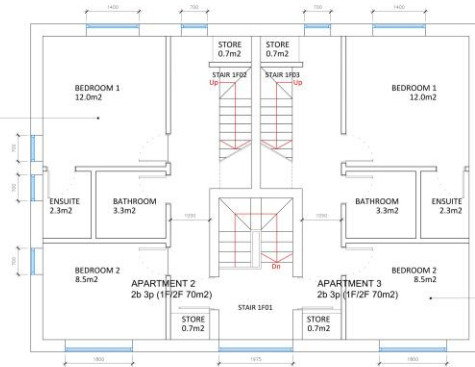 1400
700
700
1400
STORE
0.7m2
STORE
0.7m2
STAIR 1F02
STAIR 1F03
Up
Up
BEDROOM 1
12.0m2
BEDROOM 1
12.0m2
700
700
ENSUITE
2.3m2
BATHROOM
3.3m2
BATHROOM
3.3m2
ENSUITE
2.3m2
1050
1050
700
BEDROOM 2
8.5m2
Dn
BEDROOM 2
8.5m2
APARTMENT 2
2b 3p (1F/2F 70m2)
APARTMENT 3
2b 3p (1F/2F 70m2)
STAIR 1F01
STORE
0.7m2
STORE
0.7m2
1800
1975
1800